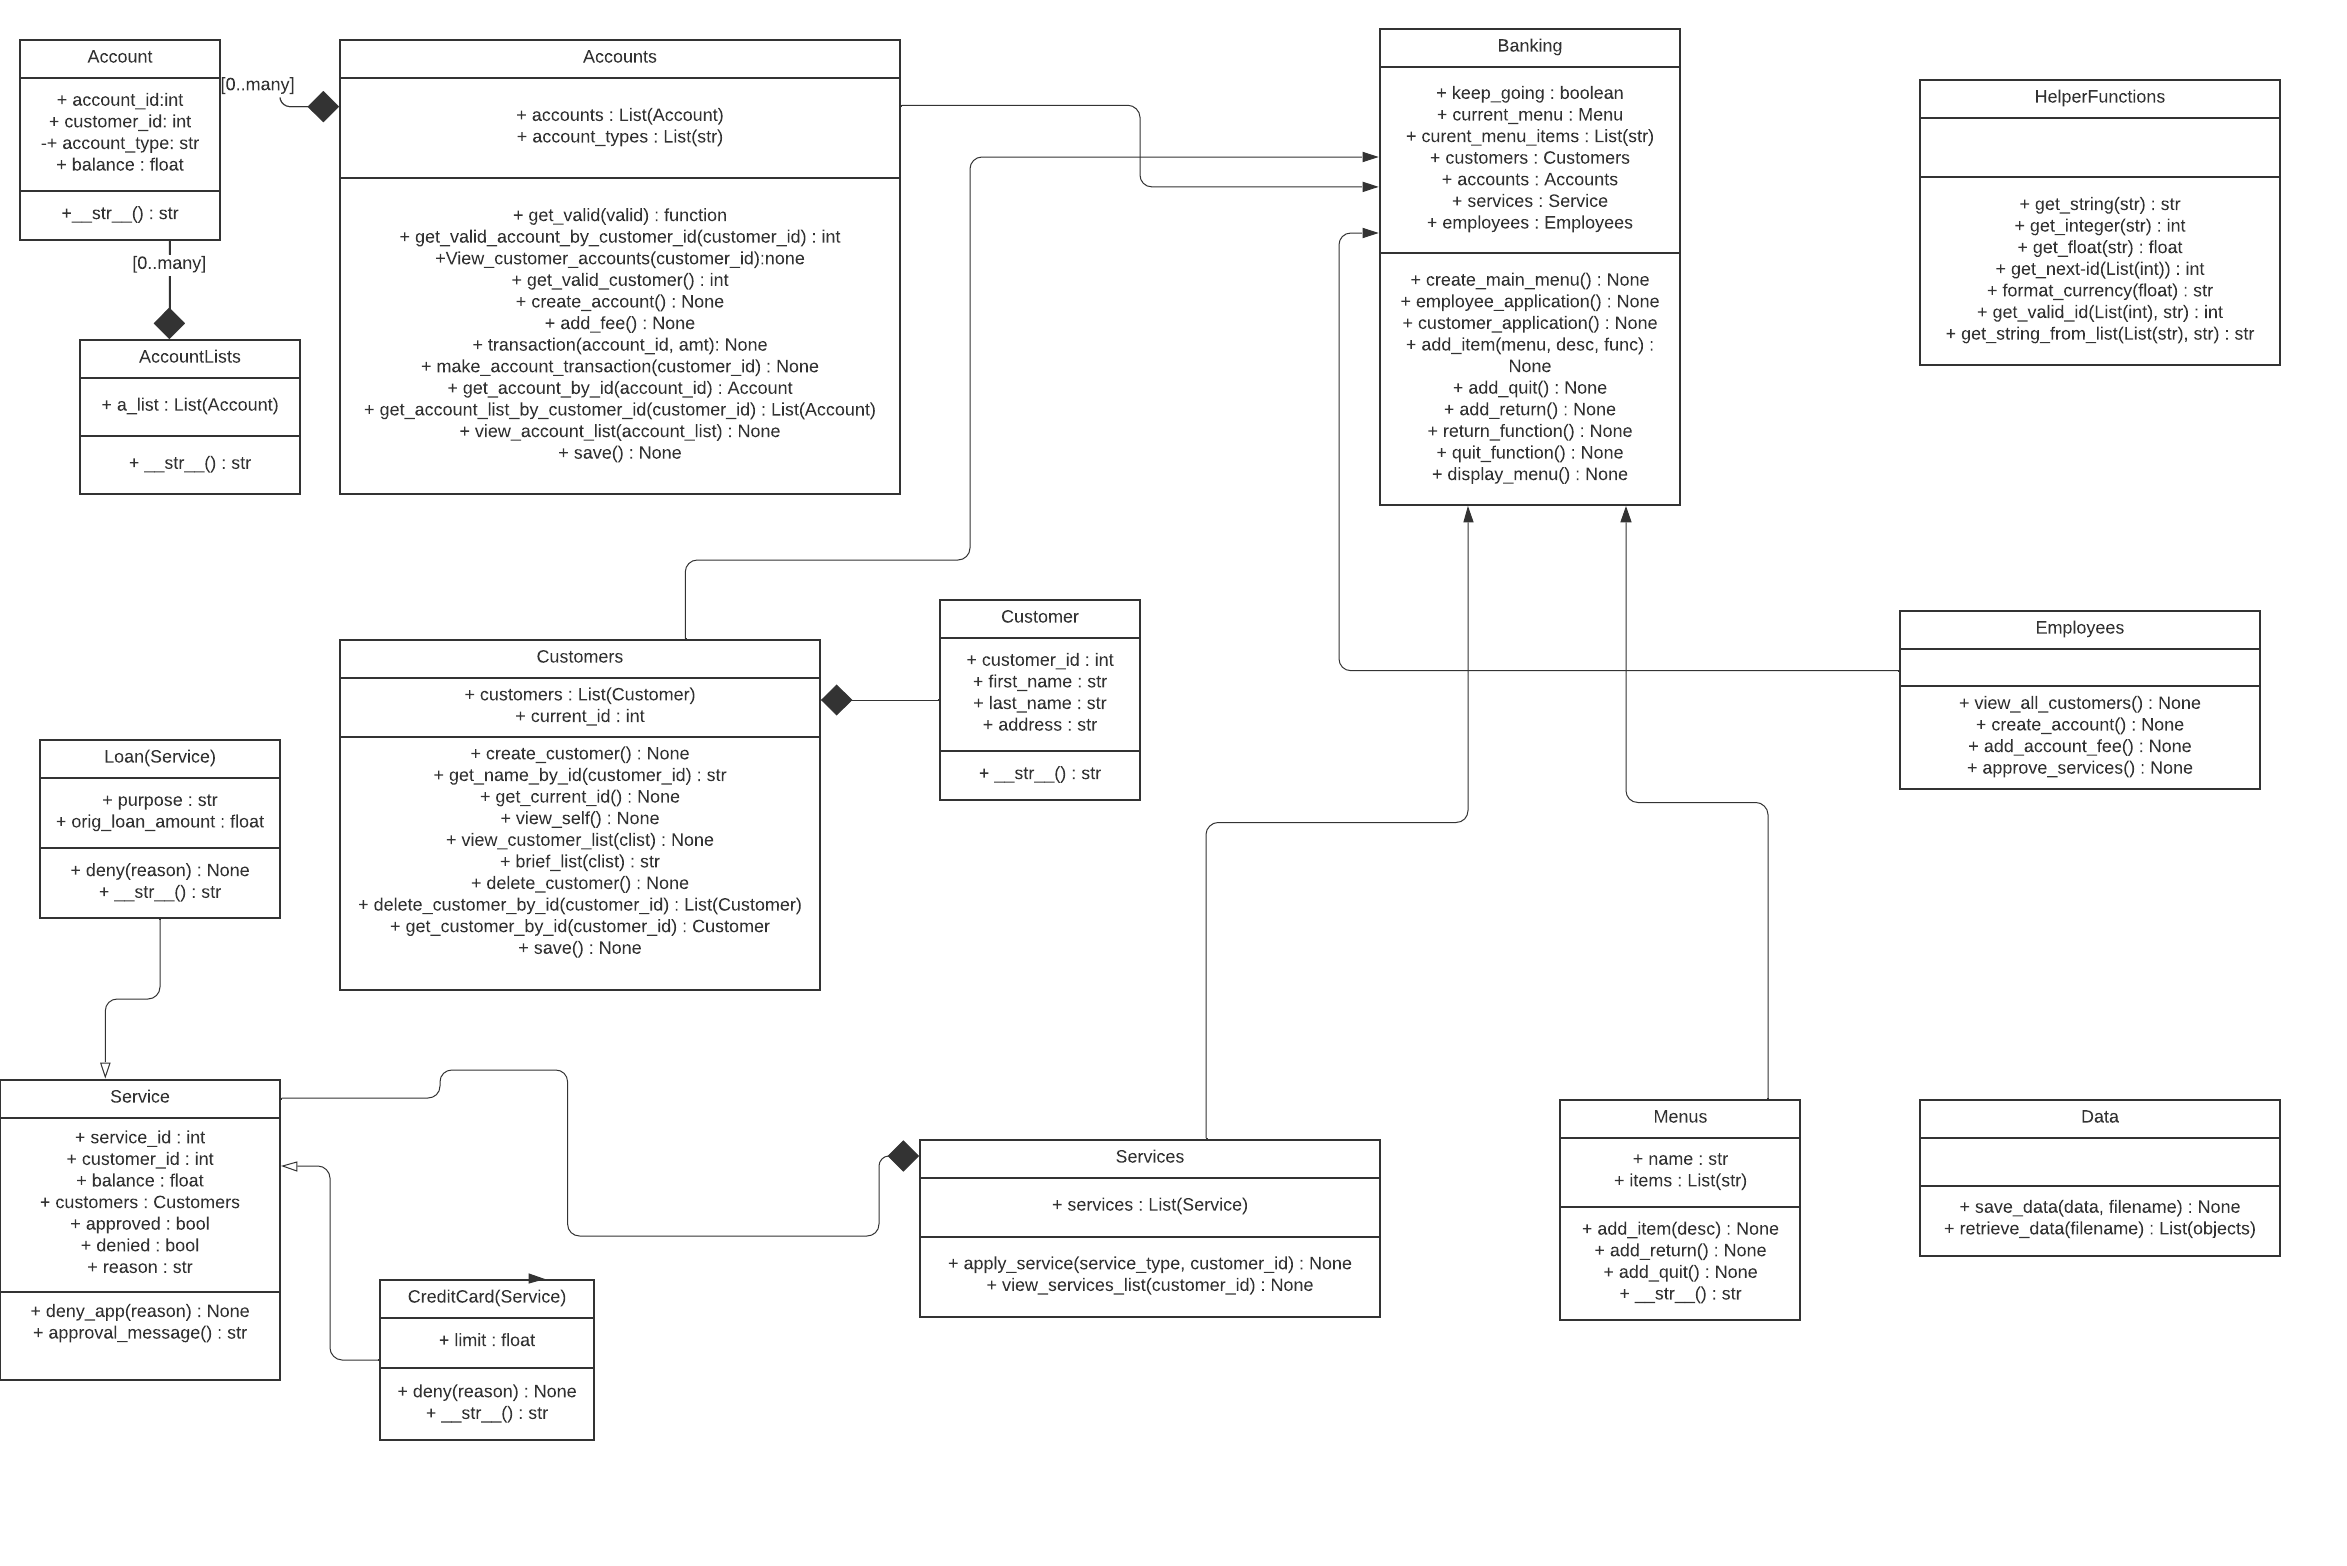 Account
+ account_id:int
+ customer_id: int
-+ account_type: str
+ balance : float
+__str__() : str
[0..many]
[0..many]
AccountLists
+ a_list : List(Account)
+ __str__() : str
Accounts
+ accounts : List(Account)
+ account_types : List(str)
+ get_valid(valid) : function
+ get_valid_account_by_customer_id(customer_id) : int
+View_customer_accounts(customer_id):none
+ get_valid_customer() : int
+ create_account() : None
+ add_fee() : None
+ transaction(account_id, amt): None
+ make_account_transaction(customer_id) : None
+ get_account_by_id(account_id) : Account
+ get_account_list_by_customer_id(customer_id) : List(Account)
+ view_account_list(account_list) : None
+ save() : None
Banking
+ keep_going : boolean
+ current_menu : Menu
+ curent_menu_items : List(str)
+ customers : Customers
+ accounts : Accounts
+ services : Service
+ employees : Employees
+ create_main_menu() : None
+ employee_application() : None
+ customer_application() : None
+ add_item(menu, desc, func) :
None
+ add_quit() : None
+ add_return() : None
+ return_function() : None
+ quit_function() : None
+ display_menu() : None
HelperFunctions
+ get_string(str) : str
+ get_integer(str) : int
+ get_float(str) : float
+ get_next-id(List(int)) : int
+ format_currency(float) : str
+ get_valid_id(List(int), str) : int
+ get_string_from_list(List(str), str) : str
Customers
+ customers : List(Customer)
+ current_id : int
+ create_customer() : None
+ get_name_by_id(customer_id) : str
+ get_current_id() : None
+ view_self() : None
+ view_customer_list(clist) : None
+ brief_list(clist) : str
+ delete_customer() : None
+ delete_customer_by_id(customer_id) : List(Customer)
+ get_customer_by_id(customer_id) : Customer
+ save() : None
Customer
+ customer_id : int
+ first_name : str
+ last_name : str
+ address : str
+ __str__() : str
Employees
+ view_all_customers() : None
+ create_account() : None
+ add_account_fee() : None
+ approve_services() : None
Loan(Service)
+ purpose : str
+ orig_loan_amount : float
+ deny(reason) : None
+ __str__() : str
Service
+ service_id : int
+ customer_id : int
+ balance : float
+ customers : Customers
+ approved : bool
+ denied : bool
+ reason : str
+ deny_app(reason) : None
+ approval_message() : str
CreditCard(Service)
+ limit : float
+ deny(reason) : None
+ __str__() : str
Services
+ services : List(Service)
+ apply_service(service_type, customer_id) : None
+ view_services_list(customer_id) : None
Menus
+ name : str
+ items : List(str)
+ add_item(desc) : None
+ add_return() : None
+ add_quit() : None
+ __str__() : str
Data
+ save_data(data, filename) : None
+ retrieve_data(filename) : List(objects)